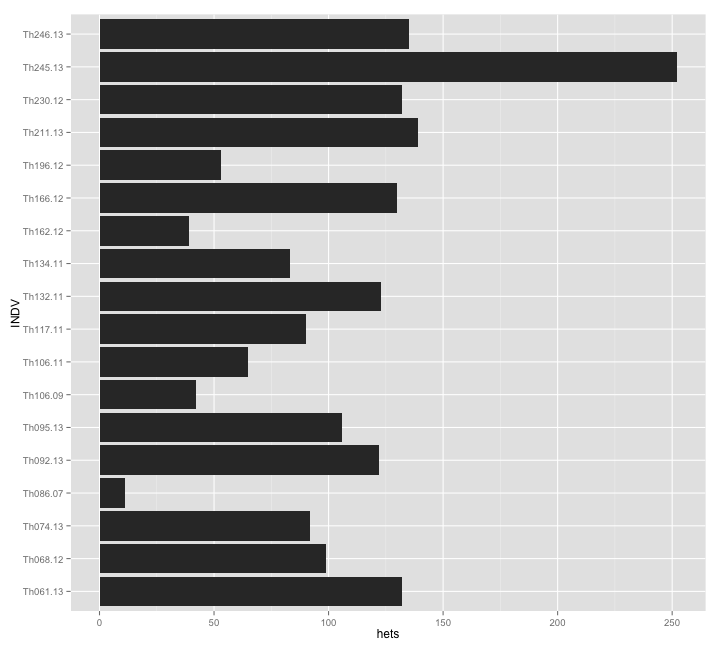 Th246.13
Th245.13
Th230.12
Th211.13
Th196.12
Th166.12
Th162.12
Th134.11
Th132.11
INDV
Th117.11
Th106.11
Th106.09
Th095.13
Th092.13
Th086.07
Th074.13
Th068.12
Th061.13
0 50 100 150 200 250
hets